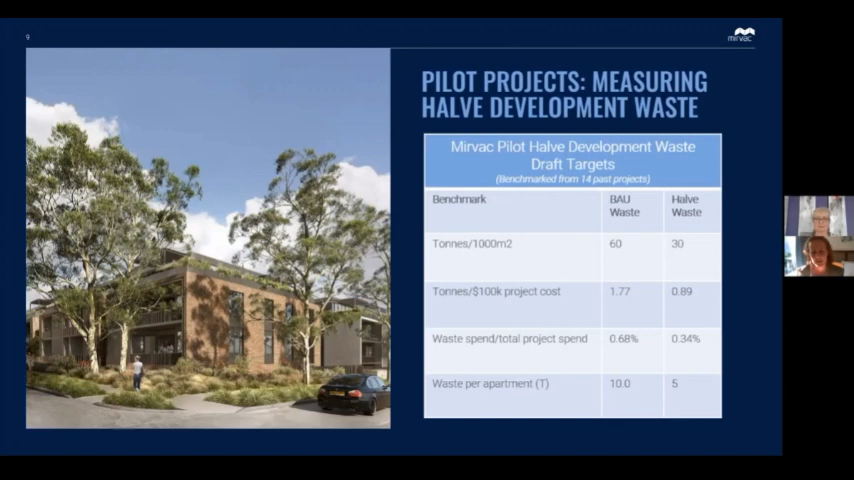 9
mirvac
PILOT PROJECTS: MEASURING
HALVE DEVELOPMENT WASTE
Mirvac Pilot Halve Development Waste
Draft Targets
(Benchmarked from 14 past projects)
Benchmark BAU Waste Halve Waste
Tonnes/1000m2 60 30
Tonnes/$100k project cost 1.77 0.89
Waste spend/total project spend 0.68% 0.34%
Waste per apartment (T) 10.0 5